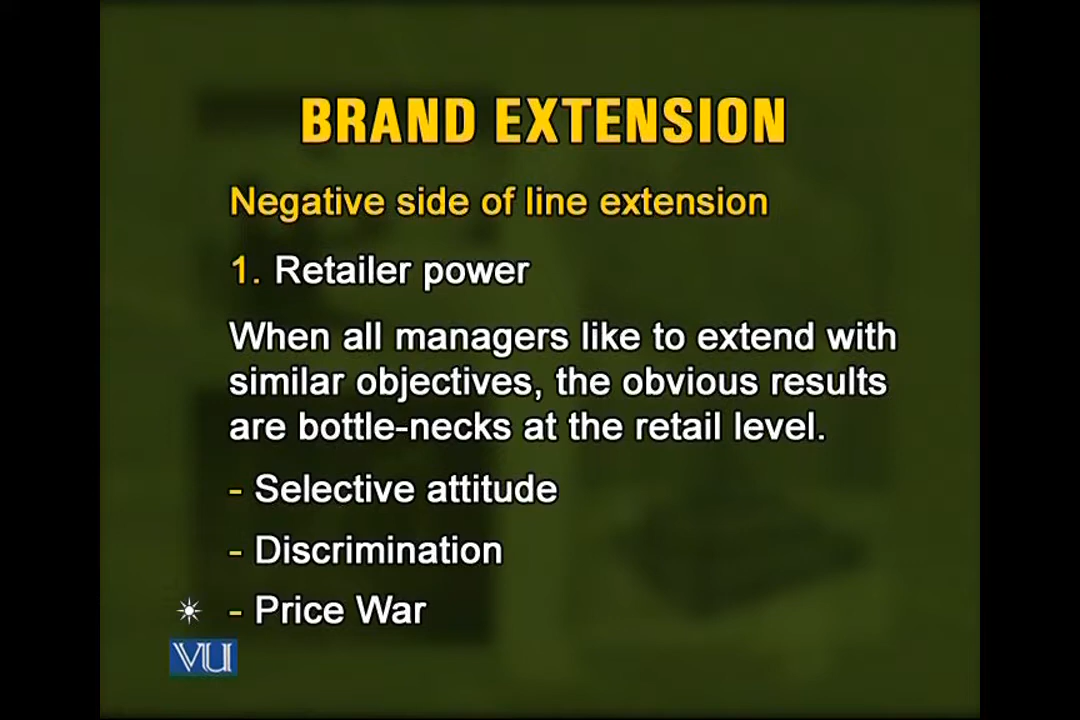 BRAND EXTENSION
Negative side of line extension
1. Retailer power
When all managers like to extend with
similar objectives, the obvious results
are bottle-necks at the retail level.
- Selective attitude
- Discrimination
- Price War
VU